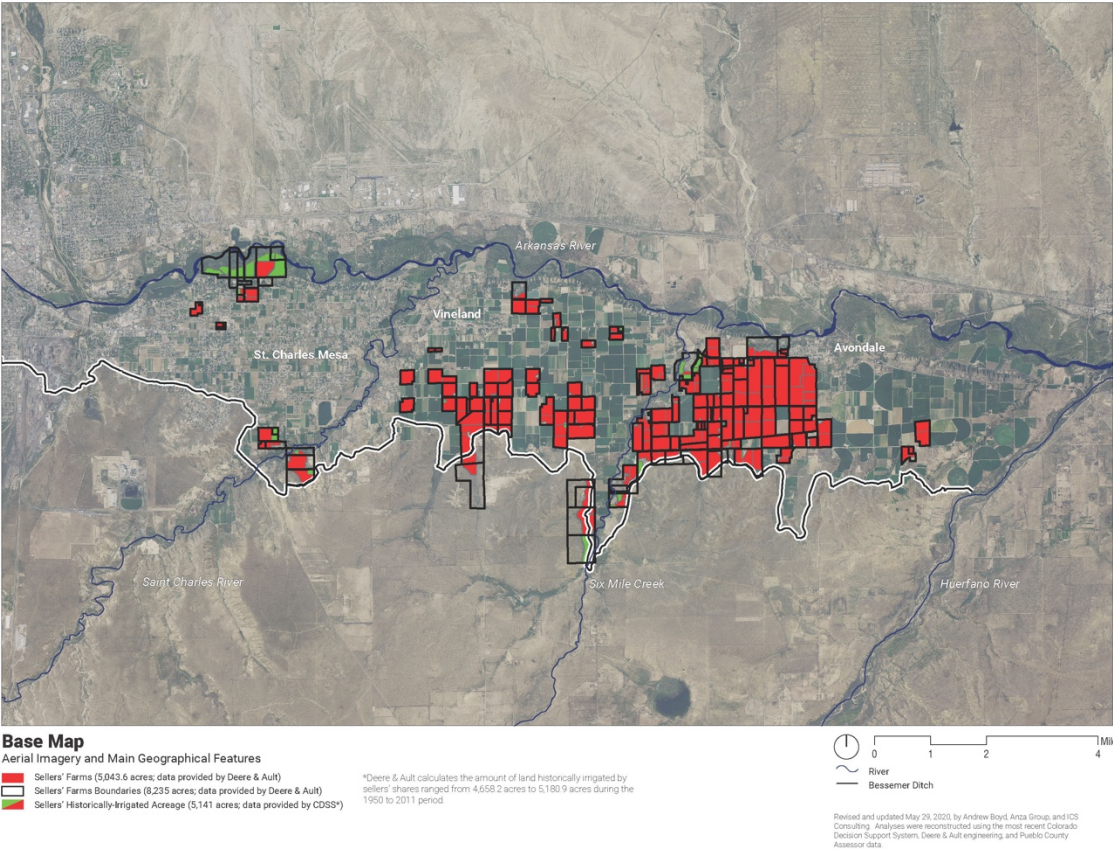 Arkansas River
Vineland
St. Charles Mesa
Avondale
Saint Charles River
Six Mile Creek
Huerfano River
Base Map
Aerial Imagery and Main Geographical Features
Sellers' Farms (5,043.6 acres; data provided by Deere & Ault)
Sellers' Farms Boundaries (8,235 acres; data provided by Deere & Ault)
Sellers' Historically-Irrigated Acreage (5,141 acres; data provided by CDSS*)
*Deere & Ault calculates the amount of land historically irrigated by
sellers' shares ranged from 4,658.2 acres to 5,180.9 acres during the
1950 to 2011 period.
0 1 2 4
River
Bessemer Ditch
Revised and updated May 29, 2020, by Andrew Boyd, Anza Group, and ICS
Consulting. Analyses were reconstructed using the most recent Colorado
Decision Support System, Deere & Ault engineering, and Pueblo County
Assessor data.